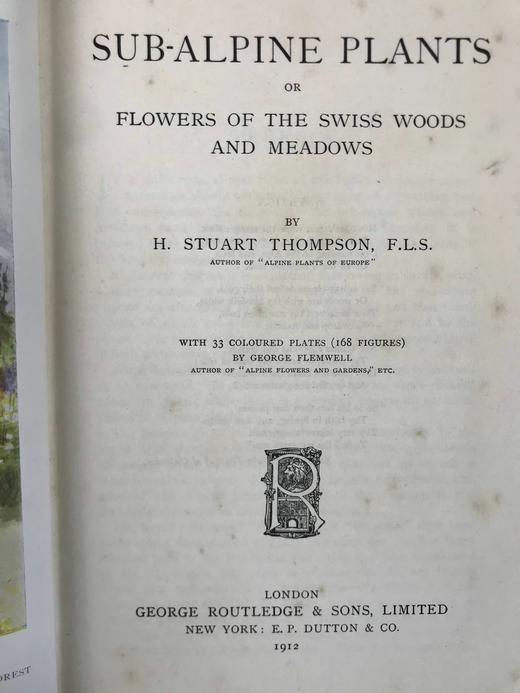 SUB-ALPINE PLANTS
OR
FLOWERS OF THE SWISS WOODS
AND MEADOWS
BY
H. STUART THOMPSON, F.L.S.
AUTHOR OF "ALPINE PLANTS OF EUROPE"
WITH 33 COLOURED PLATES (168 FIGURES)
BY GEORGE FLEMWELL
AUTHOR OF "ALPINE FLOWERS AND GARDENS," ETC.
R
LONDON
GEORGE ROUTLEDGE & SONS, LIMITED
NEW YORK: E. P. DUTTON & CO.
1912